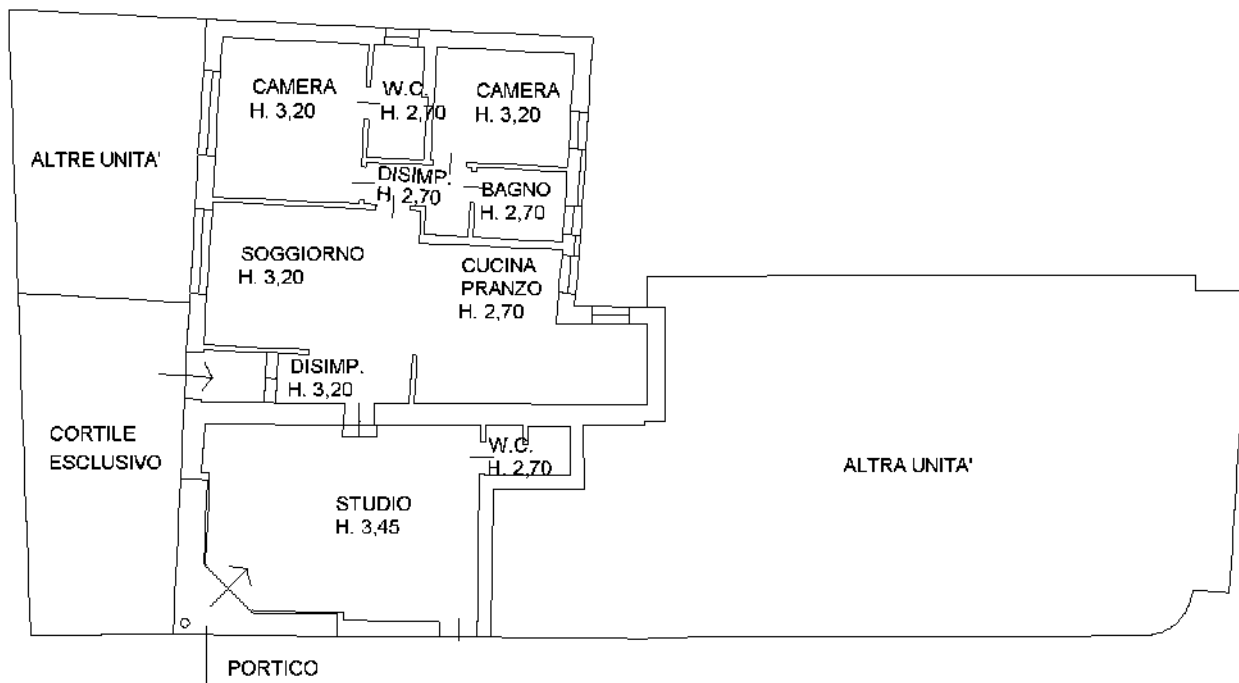 CAMERA
H. 3,20
W.C.
H. 2,70
CAMERA
H. 3,20
ALTRE UNITA'
DISIMP.
H. 2,70
BAGNO
H. 2,70
SOGGIORNO
H. 3,20
CUCINA
PRANZO
H. 2,70
DISIMP.
H. 3,20
CORTILE
ESCLUSIVO
W.C.
H. 2,70
ALTRA UNITA'
STUDIO
H. 3,45
PORTICO